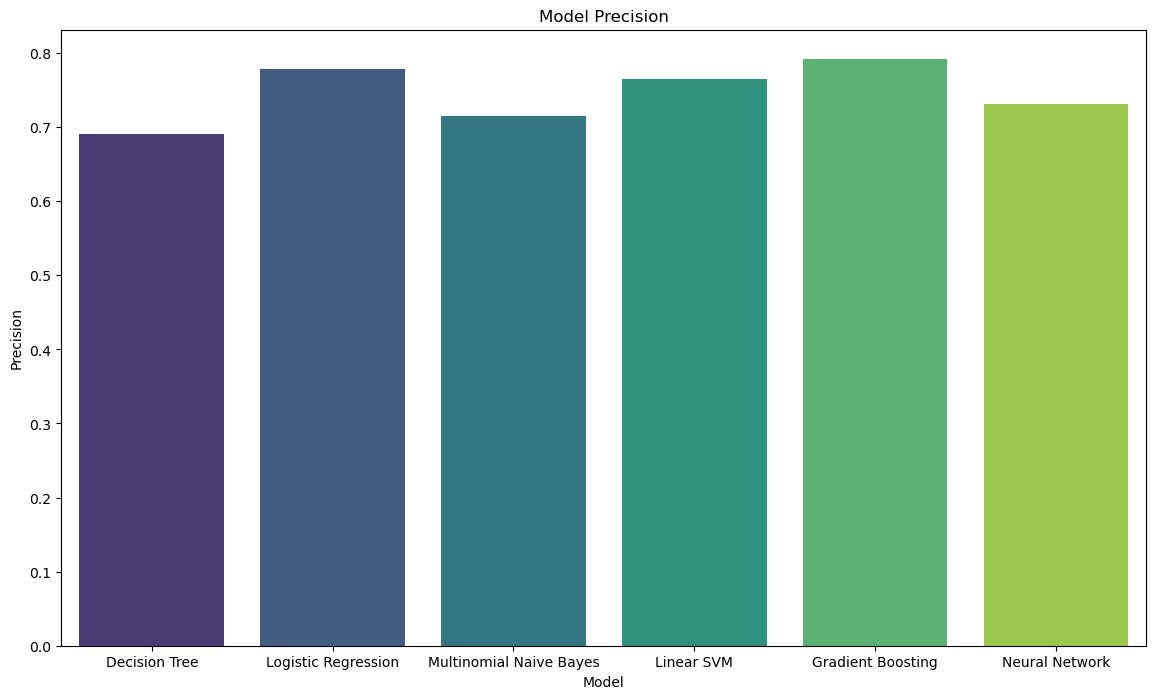 Model Precision
Precision
0.8
0.7
0.6
0.5
0.4
0.3
0.2
0.1
0.0
Decision Tree
Logistic Regression
Multinomial Naive Bayes
Linear SVM
Gradient Boosting
Neural Network
Model